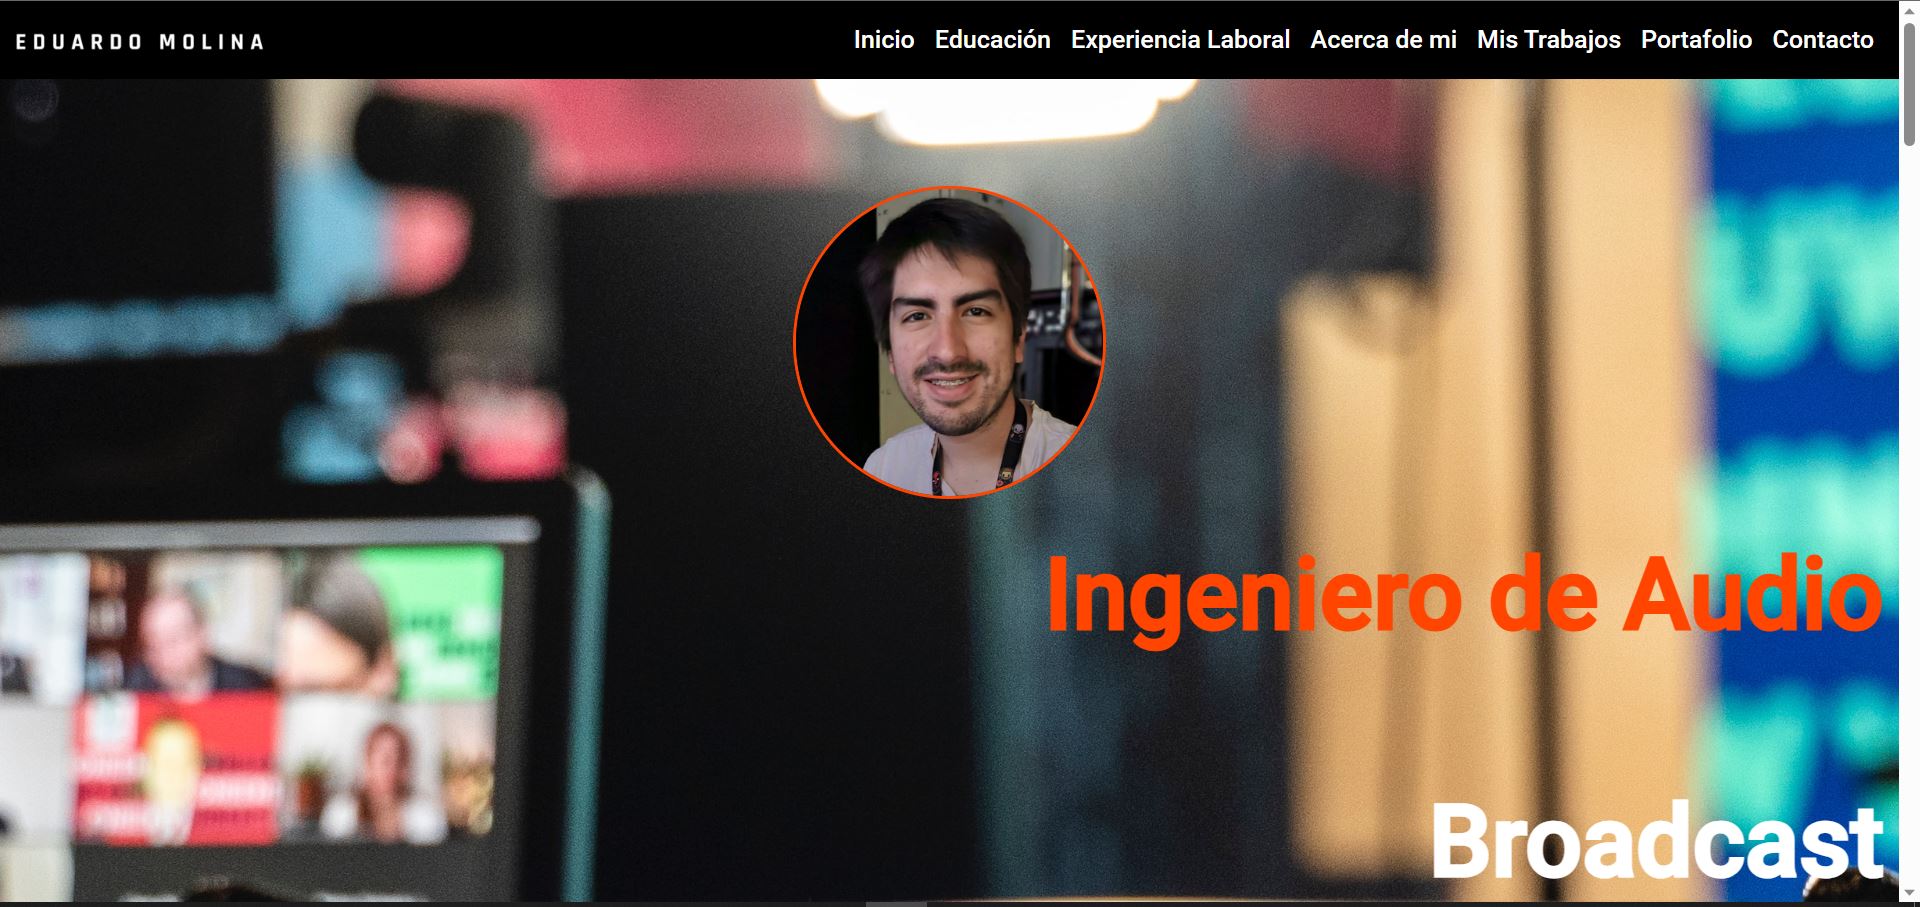 EDUARDO MOLINA
Inicio Educación Experiencia Laboral Acerca de mi Mis Trabajos Portafolio Contacto
Ingeniero de Audio
Broadcast